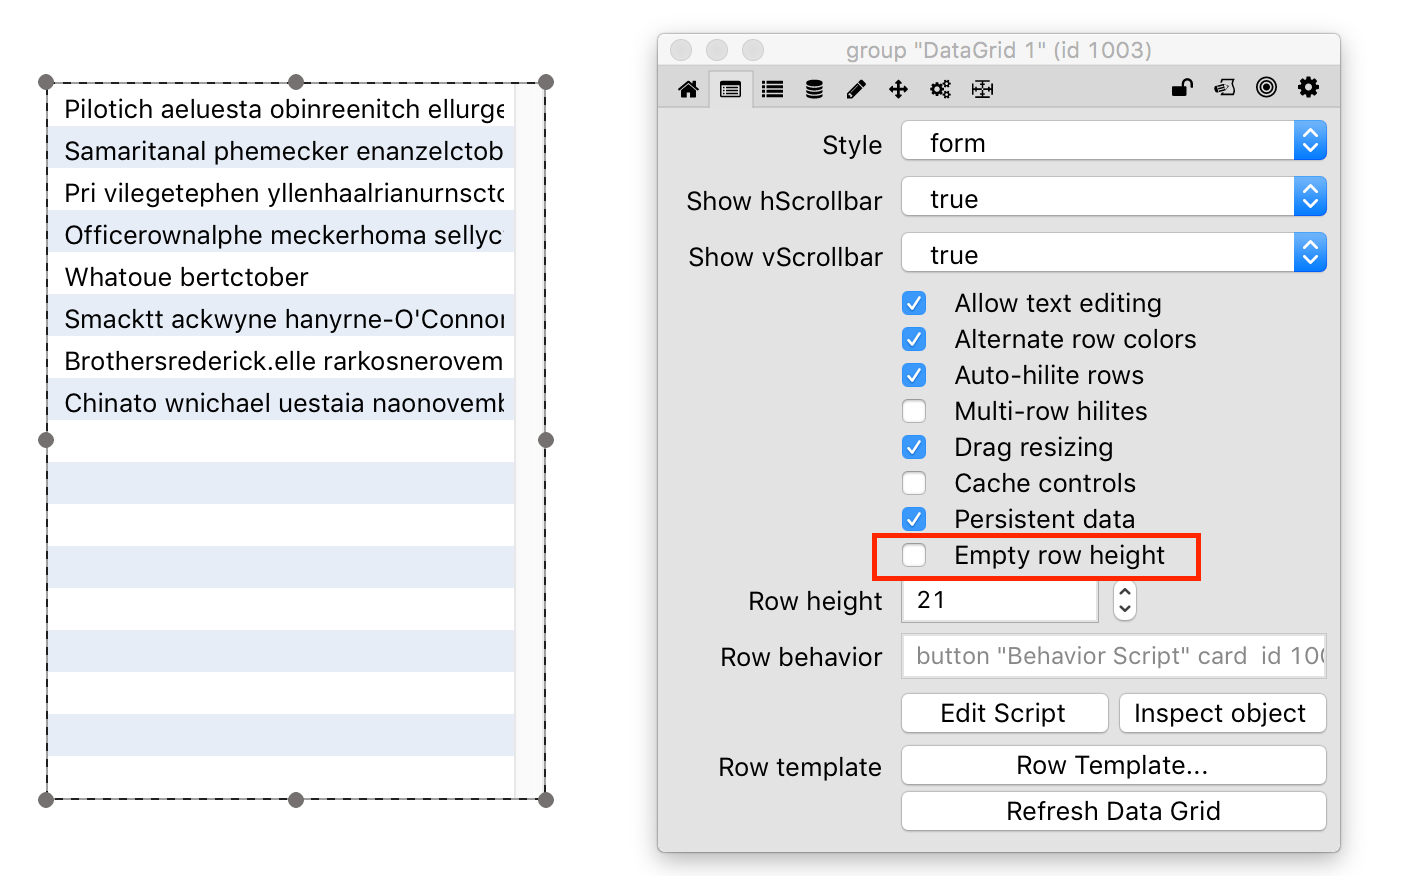 Pilotich aeluesta obinreenitch ellurge
Samaritanal phemecker enanzelctob
Pri vilegetephen yllenhaalrianurnsctc
Officerownalphe meckerhoma sellyc
Whatoue bertctober
Smacktt ackwyne hanyrne-O'Connor
Brothersrederick.elle rarkosnerovem
Chinato wnichael uestaia naonovemb
group "DataGrid 1" (id 1003)
Style form
Show hScrollbar true
Show vScrollbar true
Allow text editing
Alternate row colors
Auto-hilite rows
Multi-row hilites
Drag resizing
Cache controls
Persistent data
Empty row height
Row height 21
Row behavior button "Behavior Script" card id 100
Edit Script Inspect object
Row template Row Template...
Refresh Data Grid